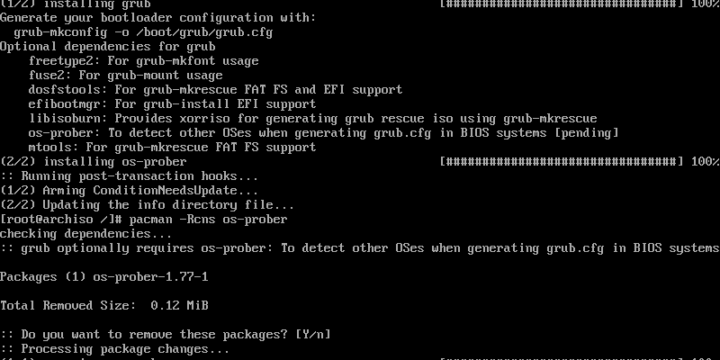 (1/2) installing grub [################################] 100%
Generate your bootloader configuration with:
grub-mkconfig -o /boot/grub/grub.cfg
Optional dependencies for grub
freetype2: For grub-mkfont usage
fuse2: For grub-mount usage
dosfstools: For grub-mkrescue FAT FS and EFI support
efibootmgr: For grub-install EFI support
libisoburn: Provides xorriso for generating grub rescue iso using grub-mkrescue
os-prober: To detect other OSes when generating grub.cfg in BIOS systems [pending]
mtools: For grub-mkrescue FAT FS support
(2/2) installing os-prober [################################] 100%
:: Running post-transaction hooks...
(1/2) Arming ConditionNeedsUpdate...
(2/2) Updating the info directory file...
[root@archiso /]# pacman -Rcns os-prober
checking dependencies...
:: grub optionally requires os-prober: To detect other OSes when generating grub.cfg in BIOS systems
Packages (1) os-prober-1.77-1
Total Removed Size: 0.12 MiB
:: Do you want to remove these packages? [Y/n]
:: Processing package changes...